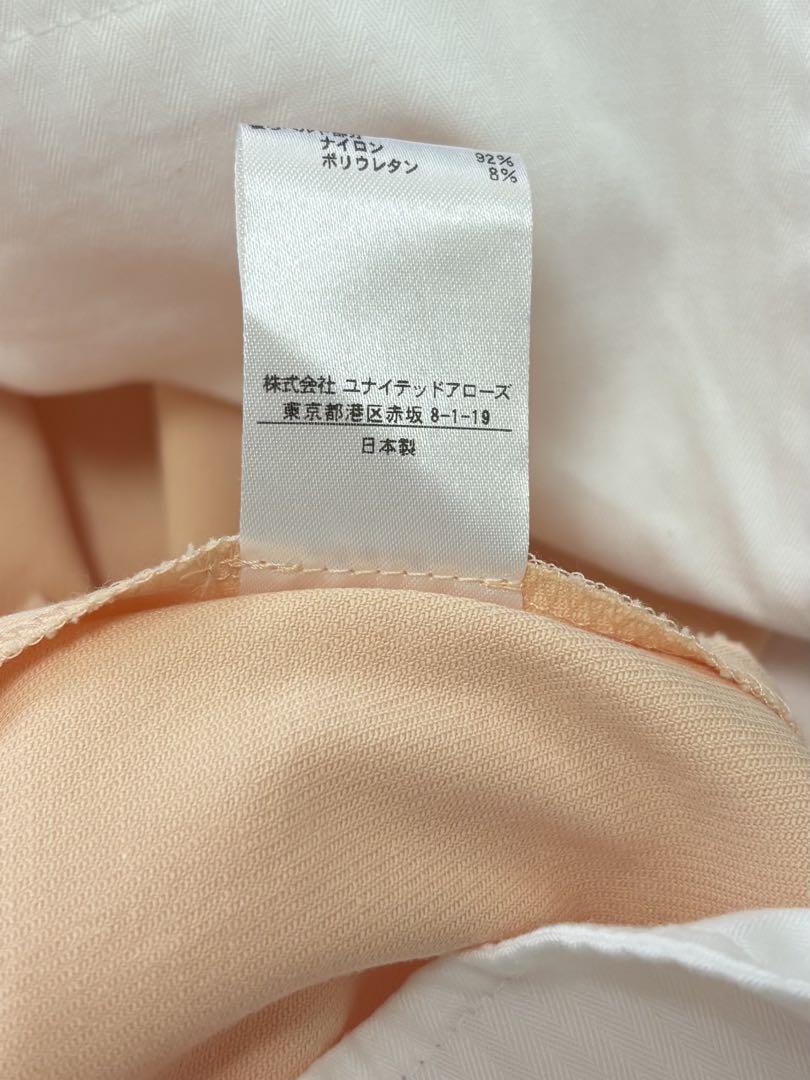 ナイロン 92%
ポリウレタン 8%
株式会社 ユナイテッドアローズ
東京都港区赤坂 8-1-19
日本製